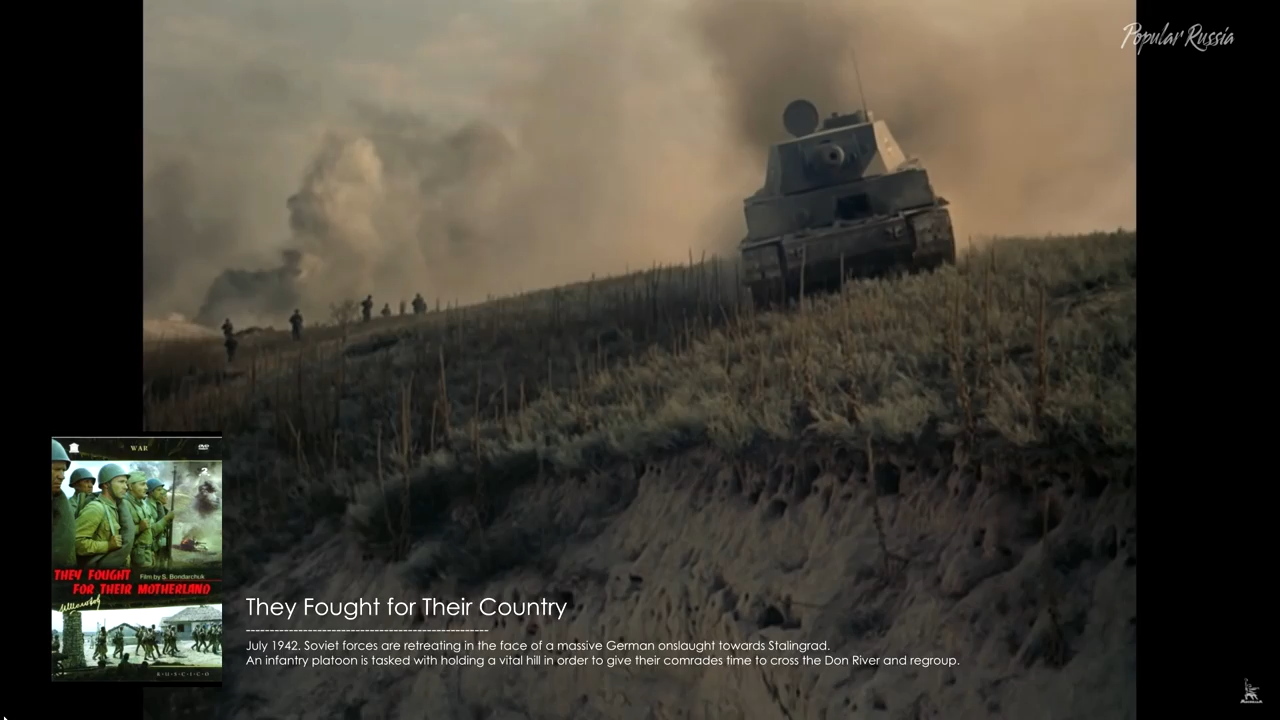 Popular Russia
WAR
DVD
2
THEY FOUGHT
Film by S. Bondarchuk
FOR THEIR MOTHERLAND
R·U·S·C·I·C·O
They Fought for Their Country
--------------------------------------------------
July 1942. Soviet forces are retreating in the face of a massive German onslaught towards Stalingrad.
An infantry platoon is tasked with holding a vital hill in order to give their comrades time to cross the Don River and regroup.